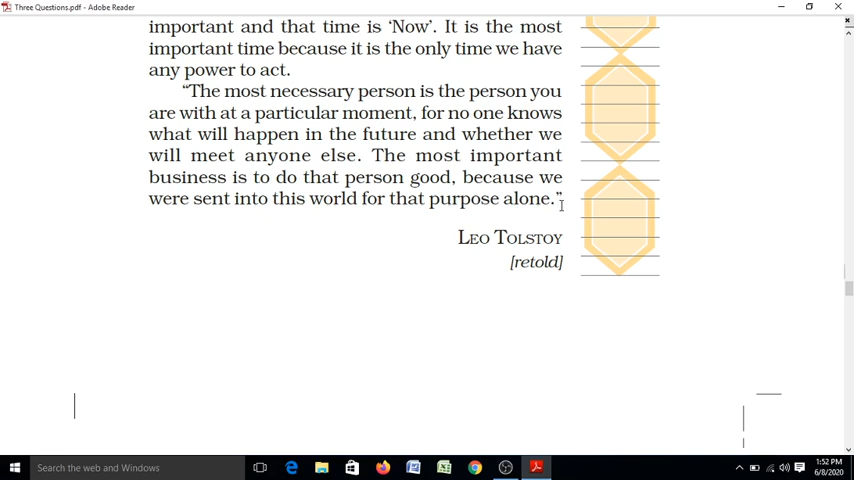 Three Questions.pdf - Adobe Reader
important and that time is ‘Now’. It is the most
important time because it is the only time we have
any power to act.
“The most necessary person is the person you
are with at a particular moment, for no one knows
what will happen in the future and whether we
will meet anyone else. The most important
business is to do that person good, because we
were sent into this world for that purpose alone.”
LEO TOLSTOY
[retold]
Search the web and Windows
1:52 PM
6/8/2020